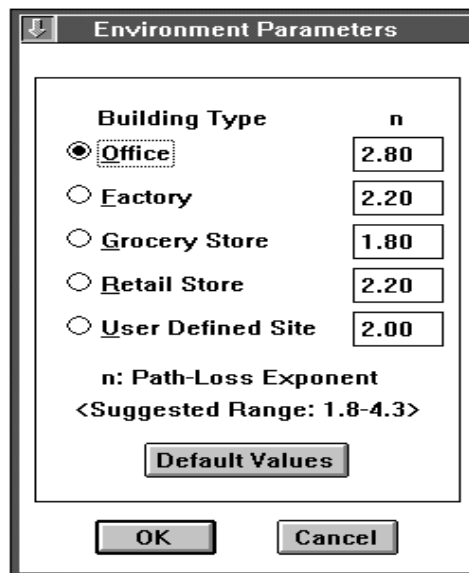 Environment Parameters
Building Type n
Office 2.80
Factory 2.20
Grocery Store 1.80
Retail Store 2.20
User Defined Site 2.00
n: Path-Loss Exponent
<Suggested Range: 1.8-4.3>
Default Values
OK Cancel